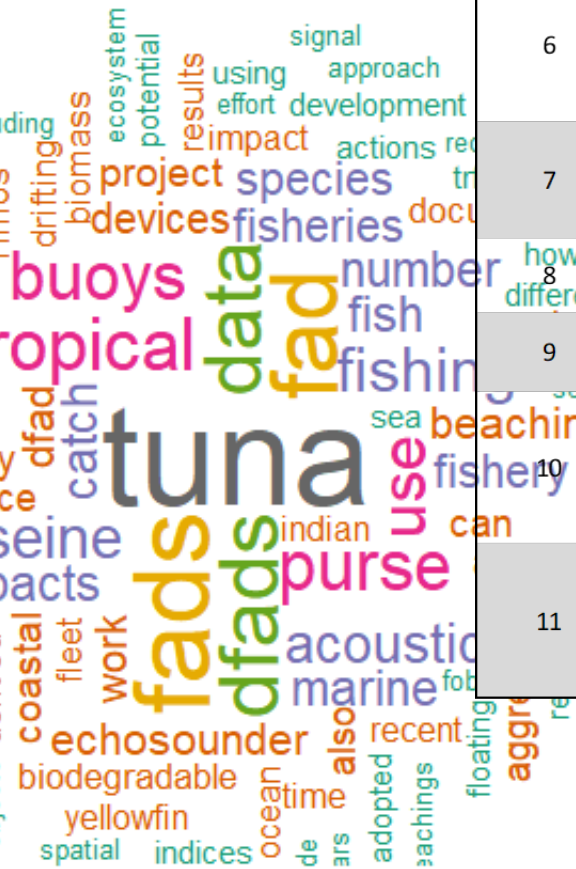 ecosystem
potential
signal
results
using
approach
effort
development
impact
actions
drifting
biomass
project
species
devices
fisheries
buoys
data
fad
number
fish
tuna
dfad
catch
sea
use
fishery
can
indian
seine
purse
fads
dfads
coastal
fleet
work
marine
echosounder
also
recent
floating
biodegradable
ocean
time
adopted
yellowfin
spatial
indices
de
6
7
8
9
10
11